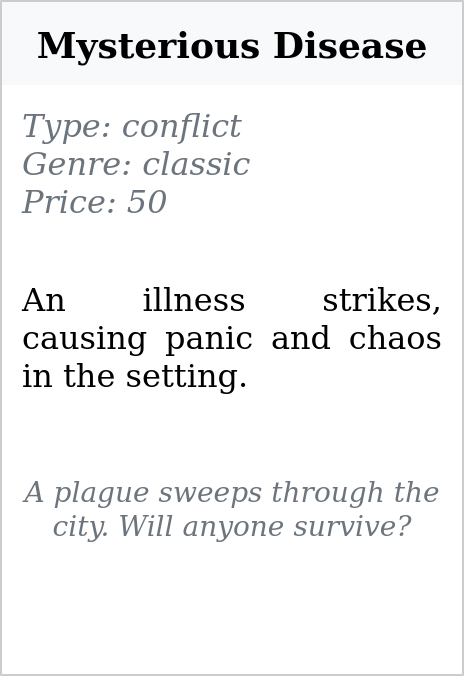 Mysterious Disease
Type: conflict
Genre: classic
Price: 50
An illness strikes,
causing panic and chaos
in the setting.
A plague sweeps through the
city. Will anyone survive?